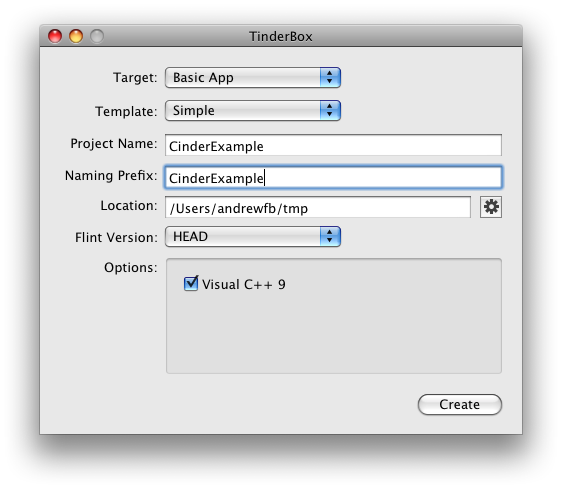 TinderBox
Target: Basic App
Template: Simple
Project Name: CinderExample
Naming Prefix: CinderExample
Location: /Users/andrewfb/tmp
Flint Version: HEAD
Options:
Visual C++ 9
Create